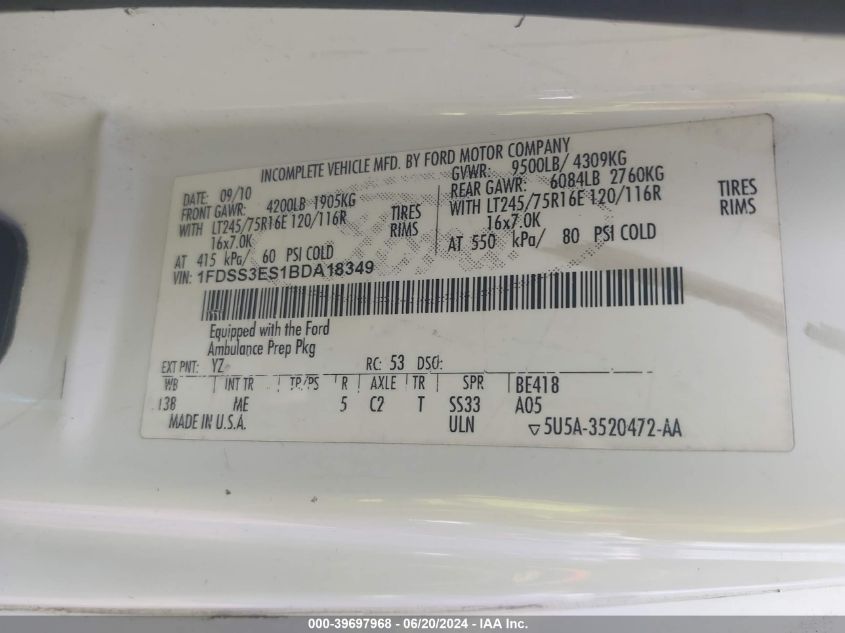 INCOMPLETE VEHICLE MFD. BY FORD MOTOR COMPANY
DATE: 09/10 GVWR: 9500LB/ 4309KG
FRONT GAWR: 4200LB 1905KG REAR GAWR: 6084LB 2760KG
WITH LT245/75R16E 120/116R TIRES WITH LT245/75R16E 120/116R TIRES
16x7.0K RIMS 16x7.0K RIMS
AT 415 kPa/ 60 PSI COLD AT 550 kPa/ 80 PSI COLD
VIN: 1FDSS3ES1BDA18349
Equipped with the Ford
Ambulance Prep Pkg
EXT PNT: YZ RC: 53 DSO:
WB INT TR TP/PS R AXLE TR SPR BE418
138 ME 5 C2 T SS33 A05
MADE IN U.S.A. ULN ▽5U5A-3520472-AA
000-39697968 - 06/20/2024 - IAA Inc.